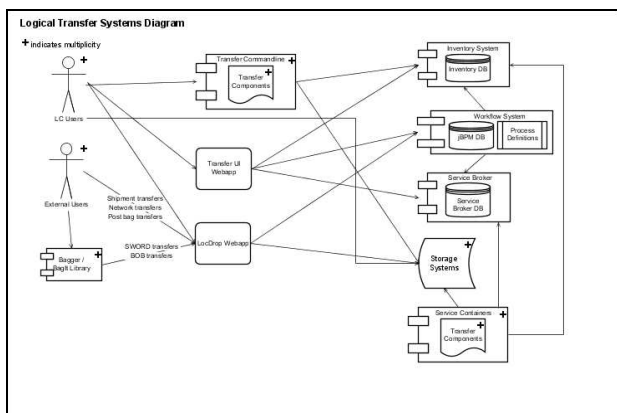 Logical Transfer Systems Diagram
+ indicates multiplicity
LC Users
External Users
Bagger /
BagIt Library
Shipment transfers
Network transfers
Post bag transfers
SWORD transfers
BOB transfers
Transfer Commandline
Transfer
Components
Transfer UI
Webapp
LocDrop Webapp
Inventory System
Inventory DB
Workflow System
jBPM DB
Process
Definitions
Service Broker
Service
Broker DB
Storage
Systems
Service Containers
Transfer
Components